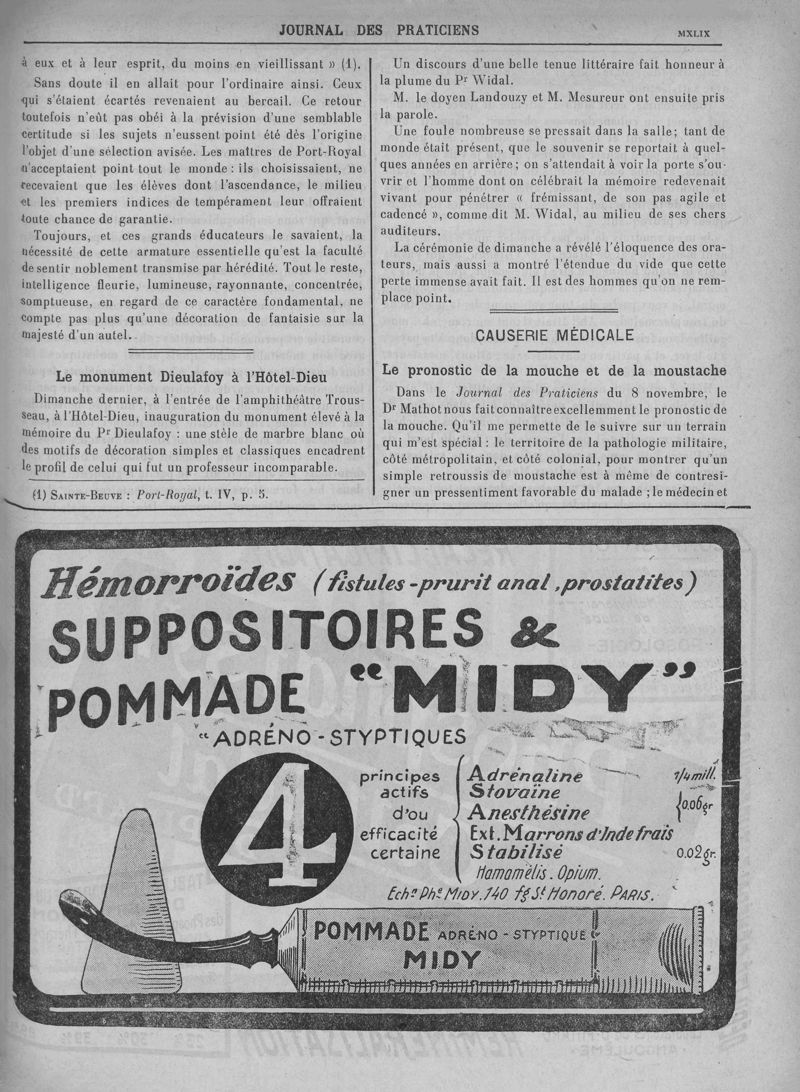 JOURNAL DES PRATICIENS
MXLIX
à eux et à leur esprit, du moins en vieillissant » (1).
Sans doute il en allait pour l'ordinaire ainsi. Ceux
qui s'étaient écartés revenaient au bercail. Ce retour
toutefois n'eût pas obéi à la prévision d'une semblable
certitude si les sujets n'eussent point été dès l'origine
l'objet d'une sélection avisée. Les maîtres de Port-Royal
n'acceptaient point tout le monde : ils choisissaient, ne
recevaient que les élèves dont l'ascendance, le milieu
et les premiers indices de tempérament leur offraient
toute chance de garantie.
Toujours, et ces grands éducateurs le savaient, la
nécessité de cette armature essentielle qu'est la faculté
de sentir noblement transmise par hérédité. Tout le reste,
intelligence fleurie, lumineuse, rayonnante, concentrée,
somptueuse, en regard de ce caractère fondamental, ne
compte pas plus qu'une décoration de fantaisie sur la
majesté d'un autel.
Le monument Dieulafoy à l'Hôtel-Dieu
Dimanche dernier, à l'entrée de l'amphithéâtre Trous-
seau, à l'Hôtel-Dieu, inauguration du monument élevé à la
mémoire du Pr Dieulafoy : une stèle de marbre blanc où
des motifs de décoration simples et classiques encadrent
le profil de celui qui fut un professeur incomparable.
(1) SAINTE-BEUVE : Port-Royal, t. IV, p. 5.
Un discours d'une belle tenue littéraire fait honneur à
la plume du Pr Widal.
M. le doyen Landouzy et M. Mesureur ont ensuite pris
la parole.
Une foule nombreuse se pressait dans la salle; tant de
monde était présent, que le souvenir se reportait à quel-
ques années en arrière; on s'attendait à voir la porte s'ou-
vrir et l'homme dont on célébrait la mémoire redevenait
vivant pour pénétrer « frémissant, de son pas agile et
cadencé », comme dit M. Widal, au milieu de ses chers
auditeurs.
La cérémonie de dimanche a révélé l'éloquence des ora-
teurs, mais aussi a montré l'étendue du vide que cette
perte immense avait fait. Il est des hommes qu'on ne rem-
place point.
CAUSERIE MÉDICALE
Le pronostic de la mouche et de la moustache
Dans le Journal des Praticiens du 8 novembre, le
Dr Mathot nous fait connaître excellemment le pronostic de
la mouche. Qu'il me permette de le suivre sur un terrain
qui m'est spécial : le territoire de la pathologie militaire,
côté métropolitain, et côté colonial, pour montrer qu'un
simple retroussis de moustache est à même de contresi-
gner un pressentiment favorable du malade ; le médecin et
Hémorroïdes (fistules-prurit anal, prostatites)
SUPPOSITOIRES &
POMMADE "MIDY"
"ADRÉNO-STYPTIQUES
4
principes
actifs
d'ou
efficacité
certaine
Adrénaline 1/4 mill.
Stovaïne
Anesthésine 0.06gr
Ext. Marrons d'Inde frais
Stabilisé 0.02gr.
Hamamélis. Opium.
Echns Phie MIDY. 140 fg St Honoré. PARIS.
POMMADE ADRÉNO-STYPTIQUE
MIDY